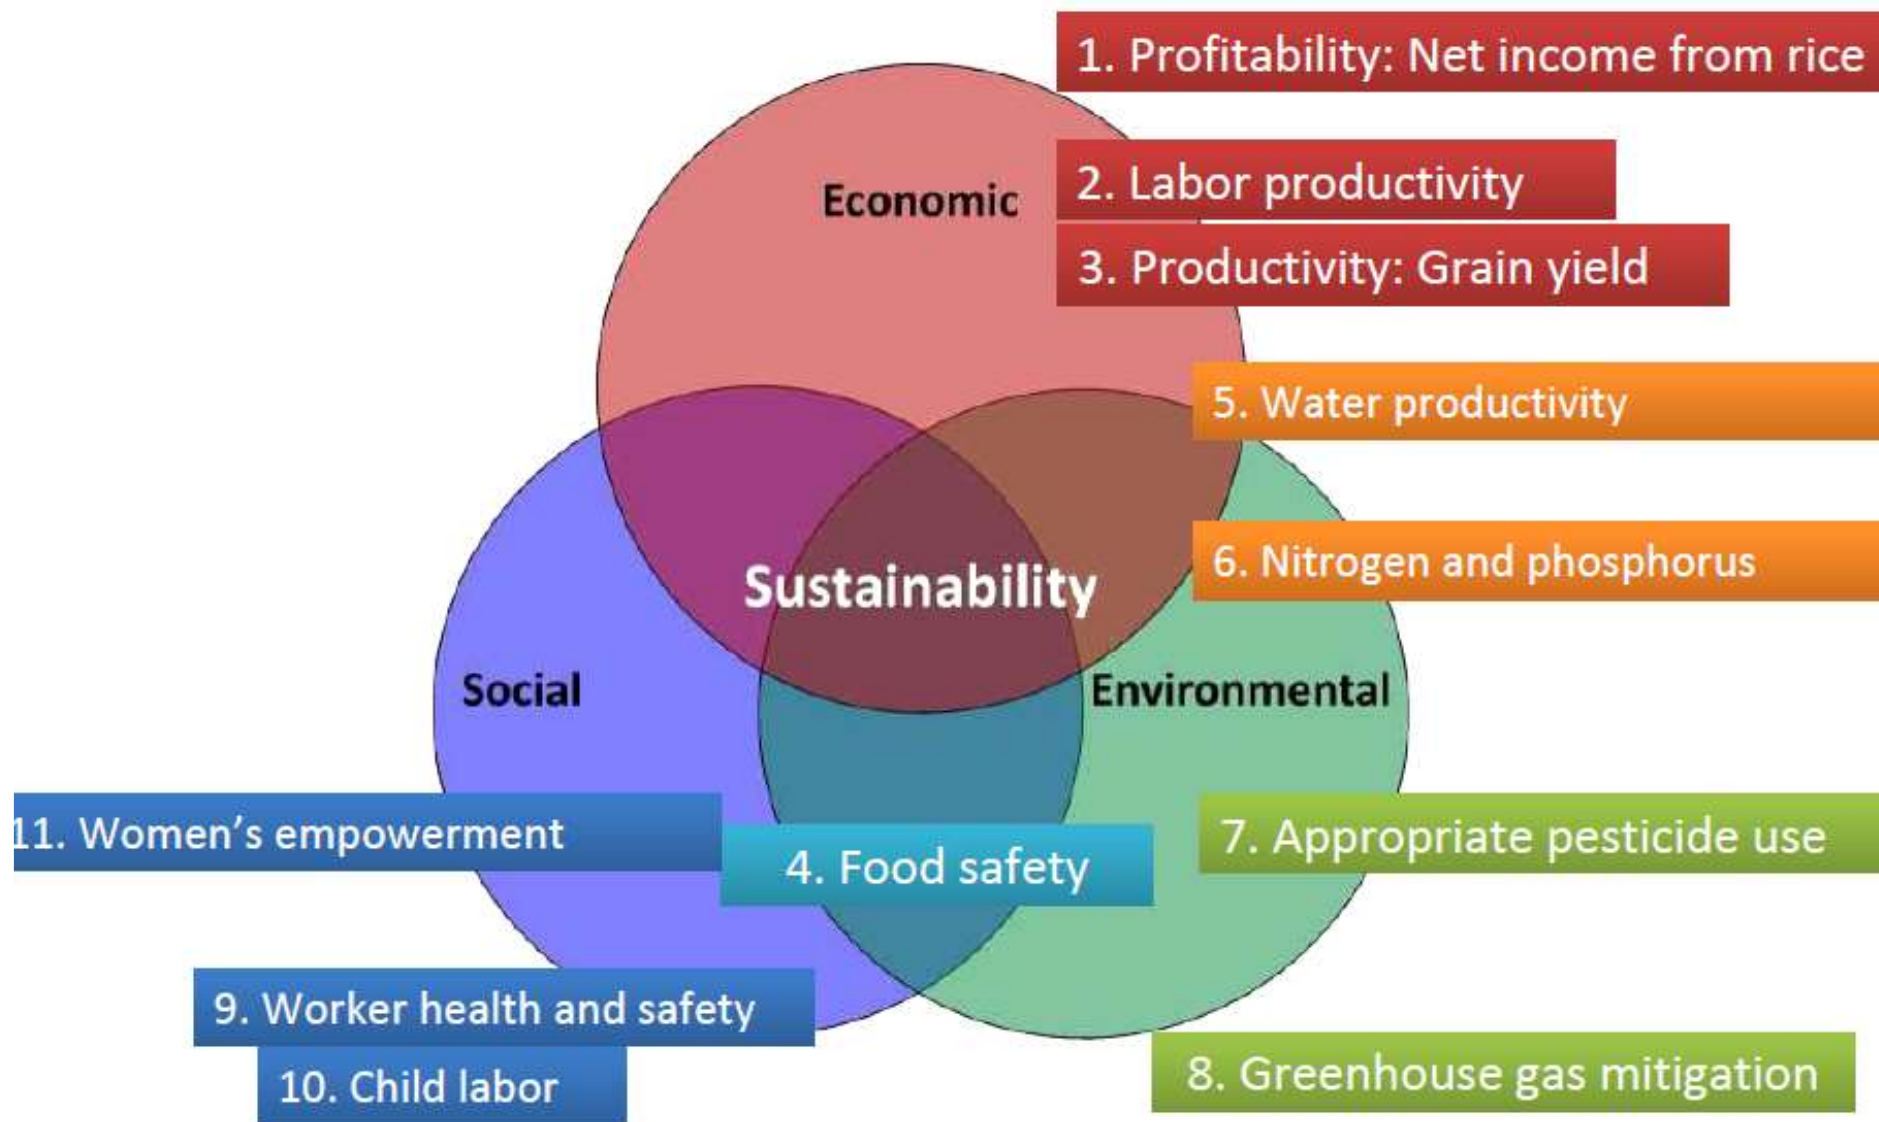 1. Profitability: Net income from rice
Economic
2. Labor productivity
3. Productivity: Grain yield
5. Water productivity
6. Nitrogen and phosphorus
Sustainability
Social
Environmental
11. Women’s empowerment
4. Food safety
7. Appropriate pesticide use
9. Worker health and safety
10. Child labor
8. Greenhouse gas mitigation